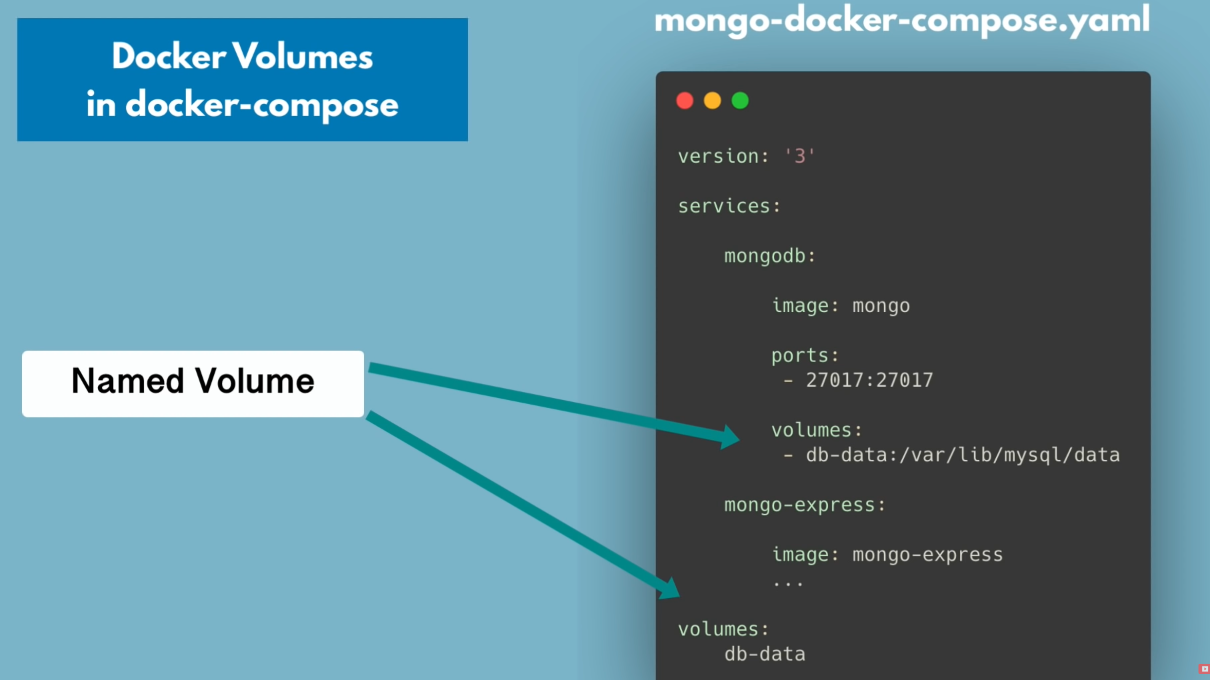 Docker Volumes
in docker-compose
mongo-docker-compose.yaml
Named Volume
version: '3'
services:
mongodb:
image: mongo
ports:
- 27017:27017
volumes:
- db-data:/var/lib/mysql/data
mongo-express:
image: mongo-express
...
volumes:
db-data